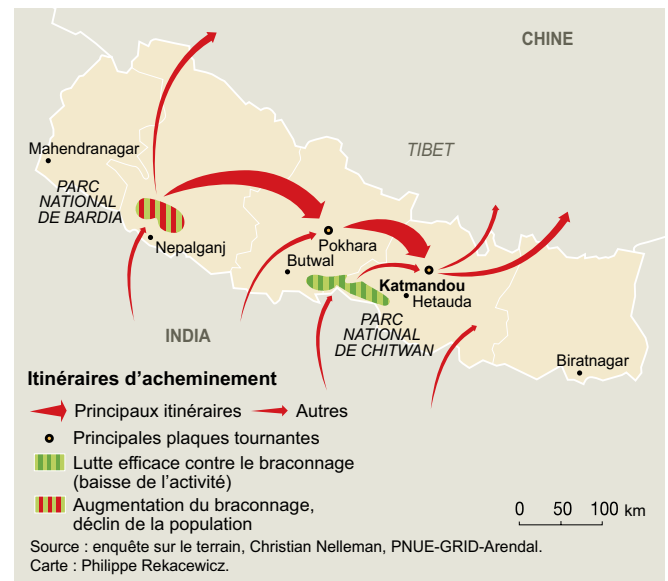 CHINE
TIBET
Mahendranagar
PARC
NATIONAL
DE BARDIA
Nepalganj
Pokhara
Butwal
Katmandou
Hetauda
PARC
NATIONAL
DE CHITWAN
INDIA
Biratnagar
Itinéraires d'acheminement
Principaux itinéraires Autres
Principales plaques tournantes
Lutte efficace contre le braconnage
(baisse de l'activité)
Augmentation du braconnage,
déclin de la population
0 50 100 km
Source : enquête sur le terrain, Christian Nelleman, PNUE-GRID-Arendal.
Carte : Philippe Rekacewicz.